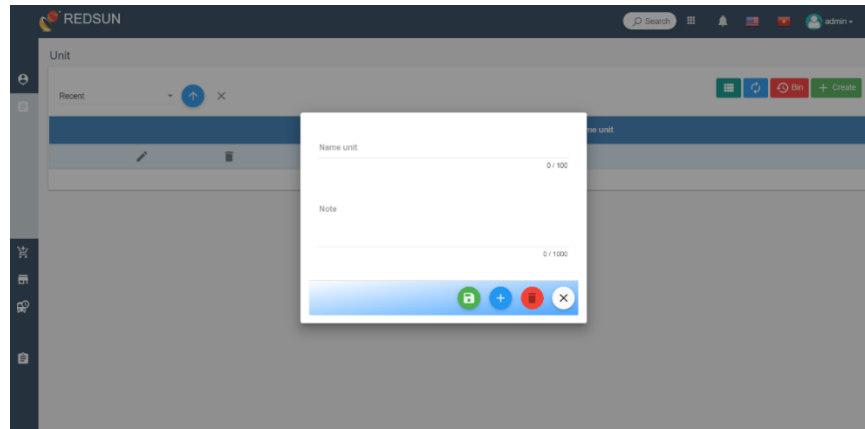 REDSUN
Search
admin
Unit
Recent
Bin
Create
me unit
Name unit
0 / 100
Note
0 / 1000